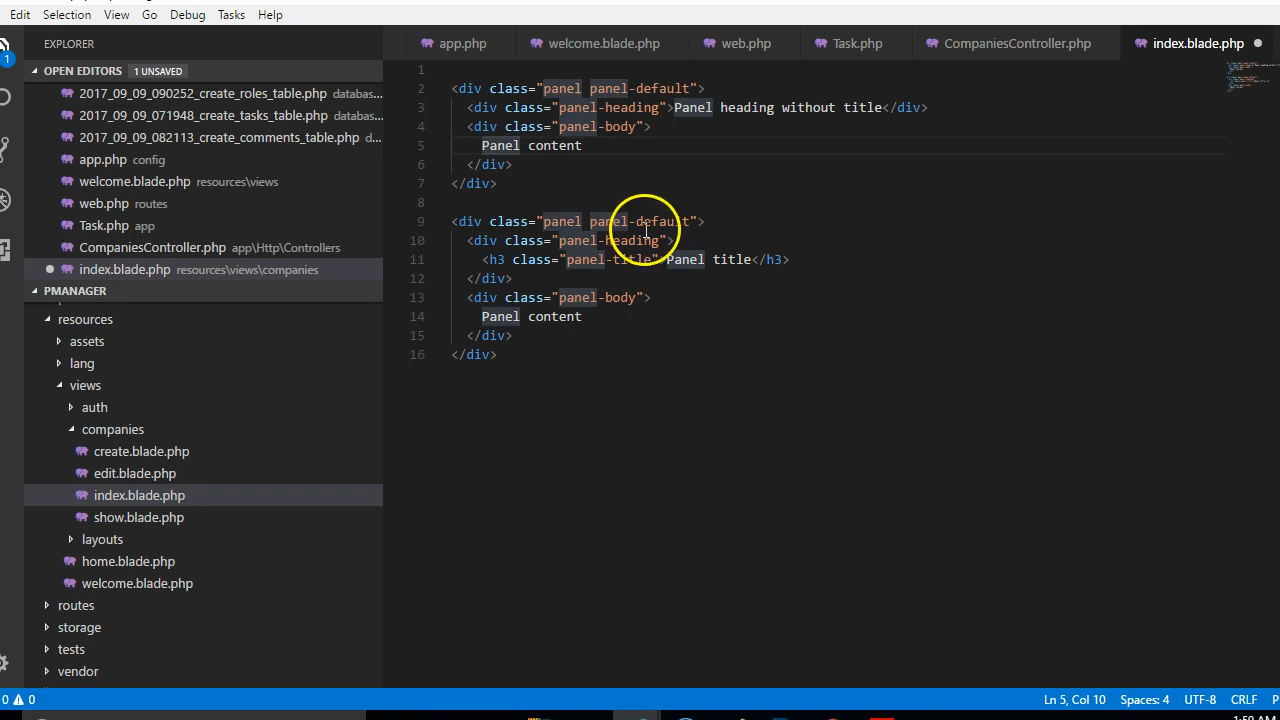 Edit Selection View Go Debug Tasks Help
EXPLORER
app.php welcome.blade.php web.php Task.php CompaniesController.php index.blade.php
OPEN EDITORS 1 UNSAVED
2017_09_09_090252_create_roles_table.php databas...
2017_09_09_071948_create_tasks_table.php databas...
2017_09_09_082113_create_comments_table.php d...
app.php config
welcome.blade.php resources\views
web.php routes
Task.php app
CompaniesController.php app\Http\Controllers
index.blade.php resources\views\companies
PMANAGER
resources
assets
lang
views
auth
companies
create.blade.php
edit.blade.php
index.blade.php
show.blade.php
layouts
home.blade.php
welcome.blade.php
routes
storage
tests
vendor
1
2 <div class="panel panel-default">
3 <div class="panel-heading">Panel heading without title</div>
4 <div class="panel-body">
5 Panel content
6 </div>
7 </div>
8
9 <div class="panel panel-default">
10 <div class="panel-heading">
11 <h3 class="panel-title">Panel title</h3>
12 </div>
13 <div class="panel-body">
14 Panel content
15 </div>
16 </div>
1
0 0 Ln 5, Col 10 Spaces: 4 UTF-8 CRLF P